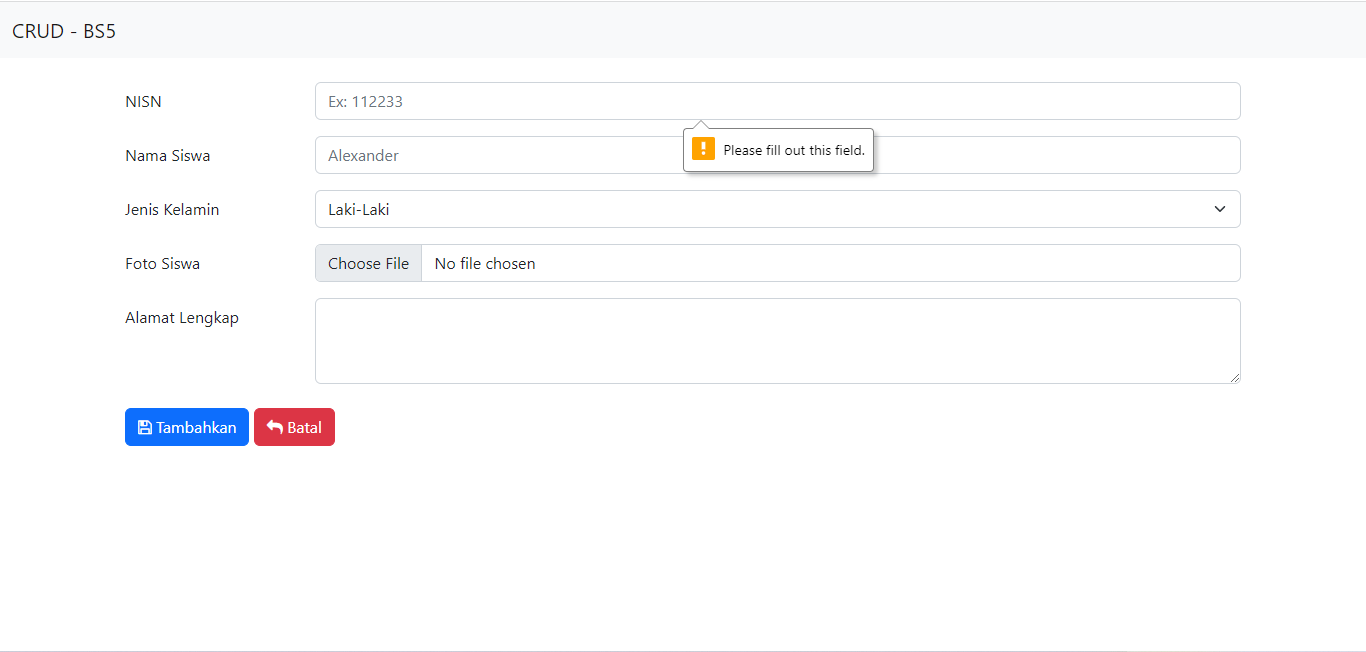 CRUD - BS5
NISN
Ex: 112233
Please fill out this field.
Nama Siswa
Alexander
Jenis Kelamin
Laki-Laki
Foto Siswa
Choose File
No file chosen
Alamat Lengkap
Tambahkan
Batal